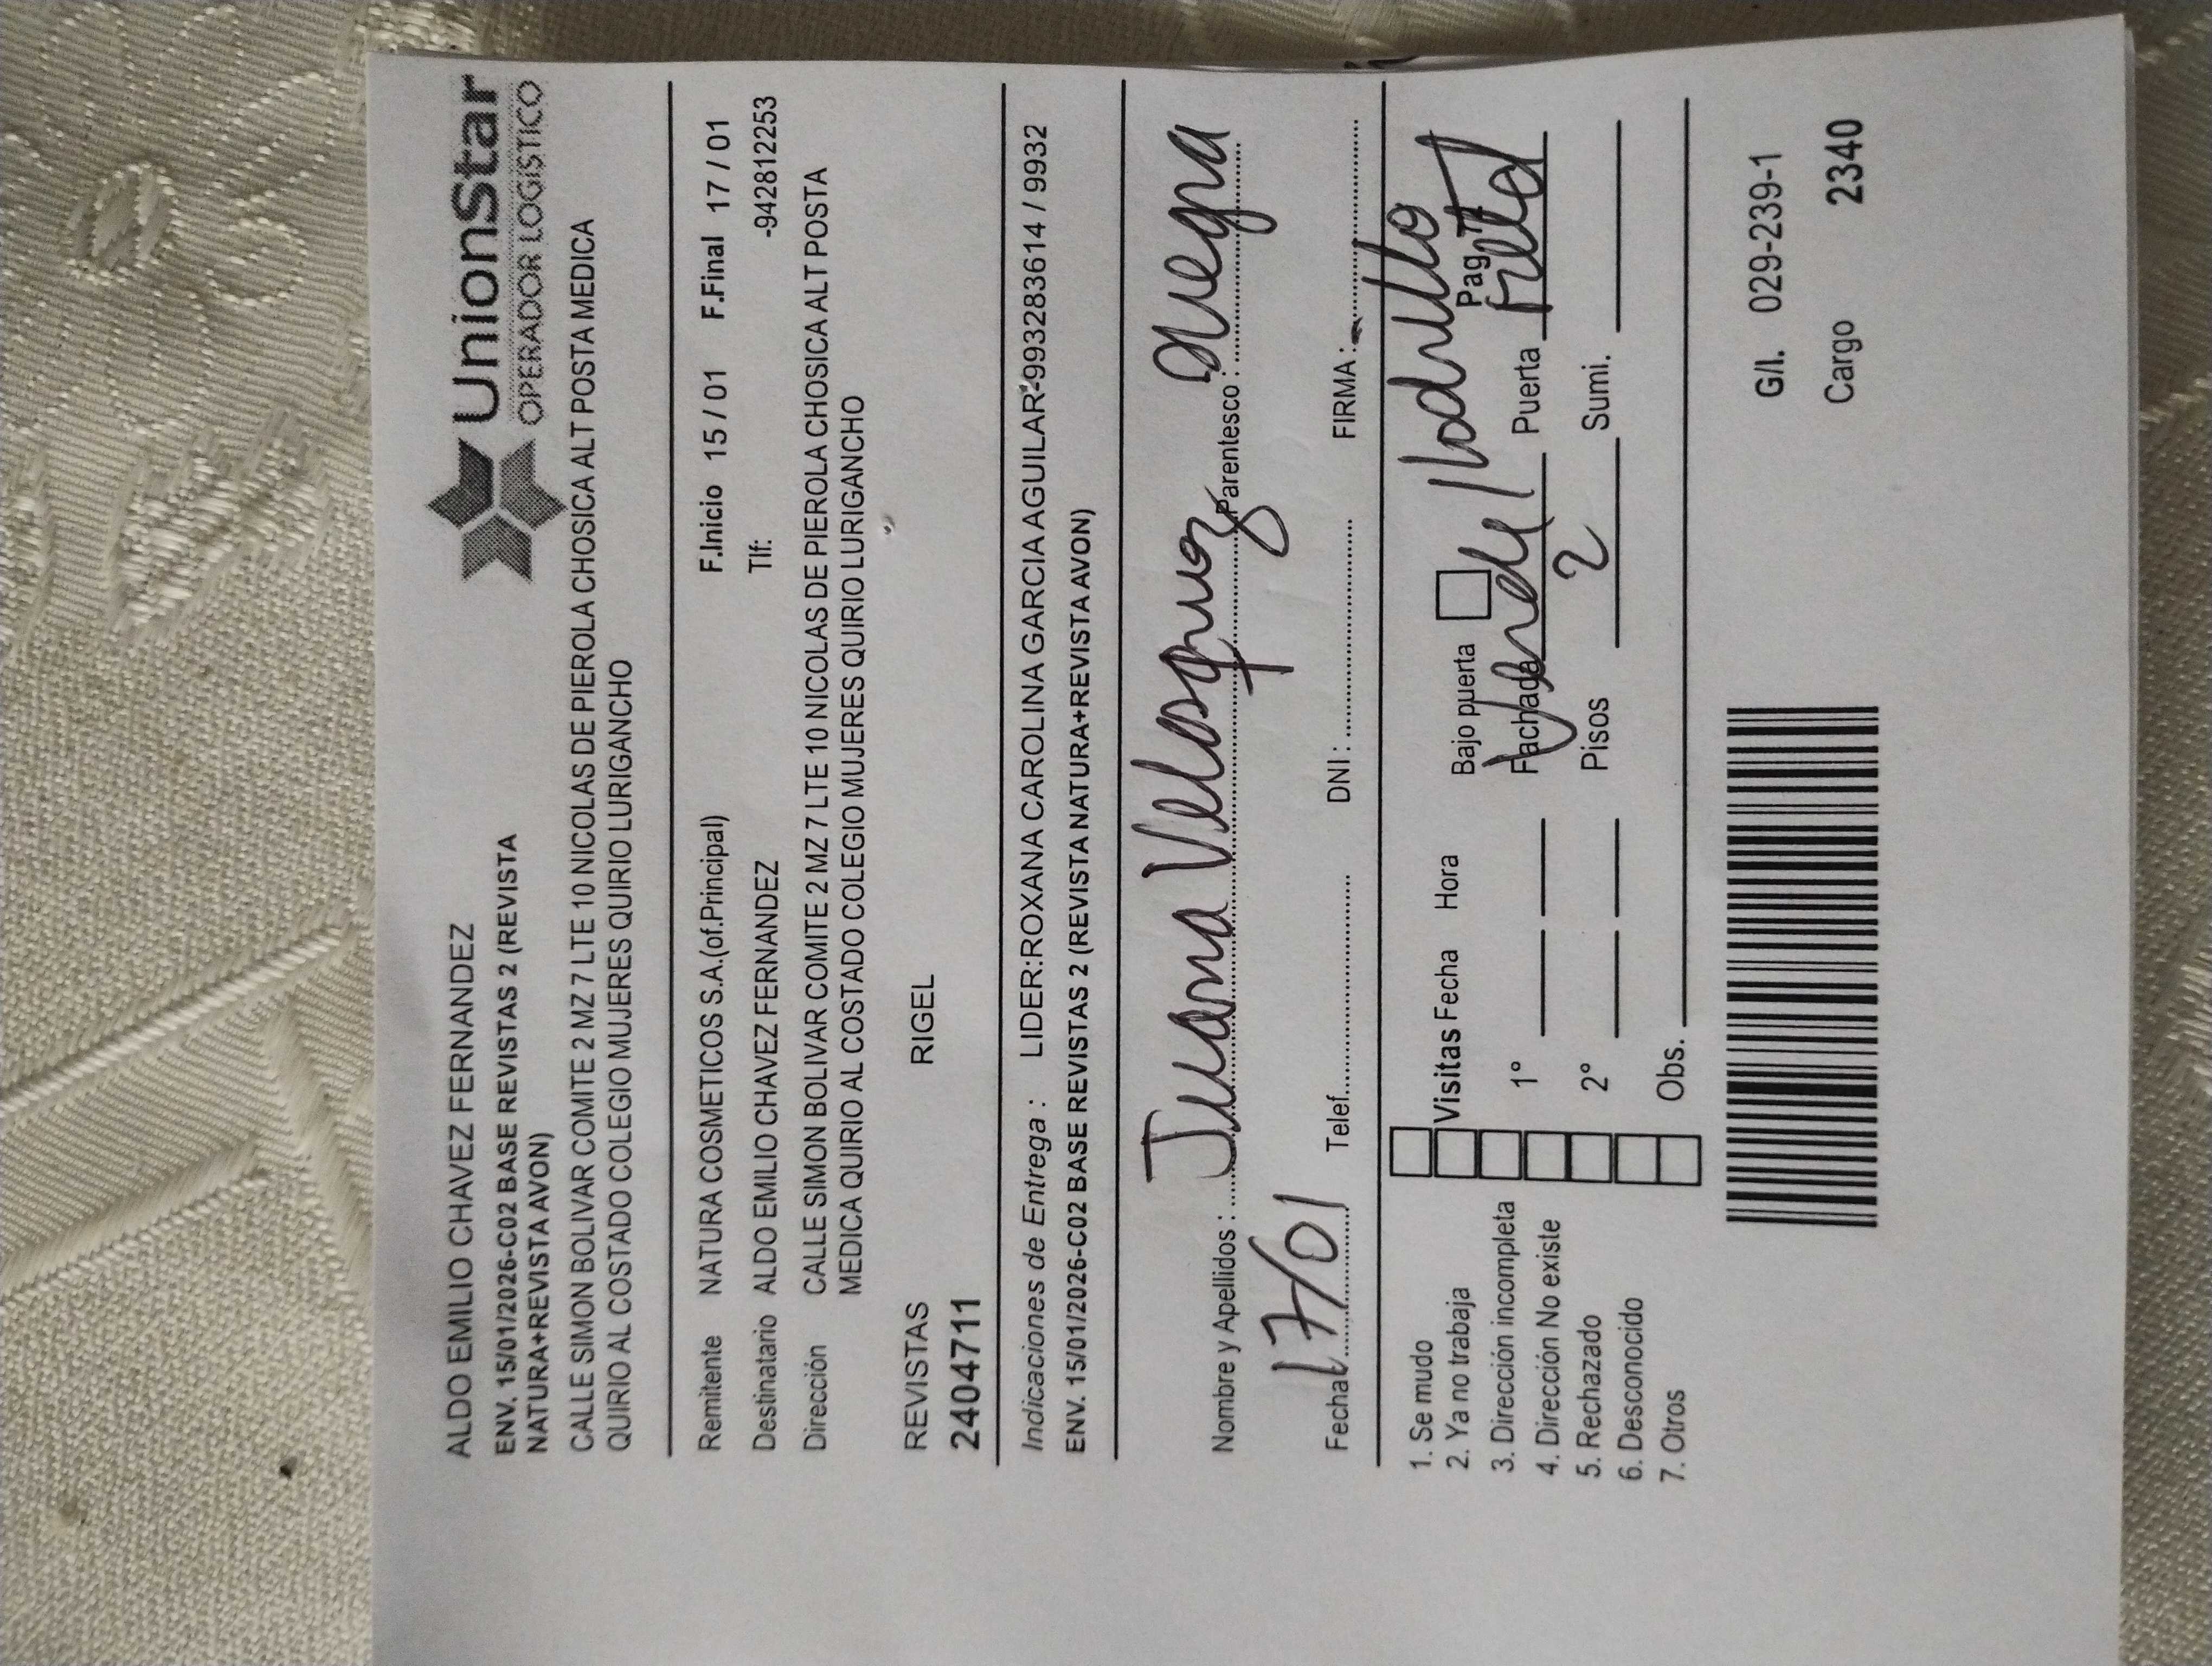 UnionStar
OPERADOR LOGÍSTICO
ALDO EMILIO CHAVEZ FERNANDEZ
ENV. 15/01/2026-C02 BASE REVISTAS 2 (REVISTA
NATURA+REVISTA AVON)
CALLE SIMON BOLIVAR COMITE 2 MZ 7 LTE 10 NICOLAS DE PIEROLA CHOSICA ALT POSTA MEDICA
QUIRIO AL COSTADO COLEGIO MUJERES QUIRIO LURIGANCHO
Remitente NATURA COSMETICOS S.A.(of.Principal) F.Inicio 15 / 01 F.Final 17 / 01
Destinatario ALDO EMILIO CHAVEZ FERNANDEZ Tlf: -942812253
Dirección CALLE SIMON BOLIVAR COMITE 2 MZ 7 LTE 10 NICOLAS DE PIEROLA CHOSICA ALT POSTA
MEDICA QUIRIO AL COSTADO COLEGIO MUJERES QUIRIO LURIGANCHO
REVISTAS RIGEL
2404711
Indicaciones de Entrega : LIDER:ROXANA CAROLINA GARCIA AGUILAR-993283614 / 9932
ENV. 15/01/2026-C02 BASE REVISTAS 2 (REVISTA NATURA+REVISTA AVON)
Nombre y Apellidos : Juana Velasquez Parentesco : suegra
Fecha 17/01 Telef. DNI : FIRMA :
1. Se mudo
2. Ya no trabaja
3. Dirección incompleta
4. Dirección No existe
5. Rechazado
6. Desconocido
7. Otros
Visitas Fecha Hora Bajo puerta Pag.
1° Fachada ladrillo Puerta
2° Pisos 2 Sumi.
Obs.
G/I. 029-239-1
Cargo 2340